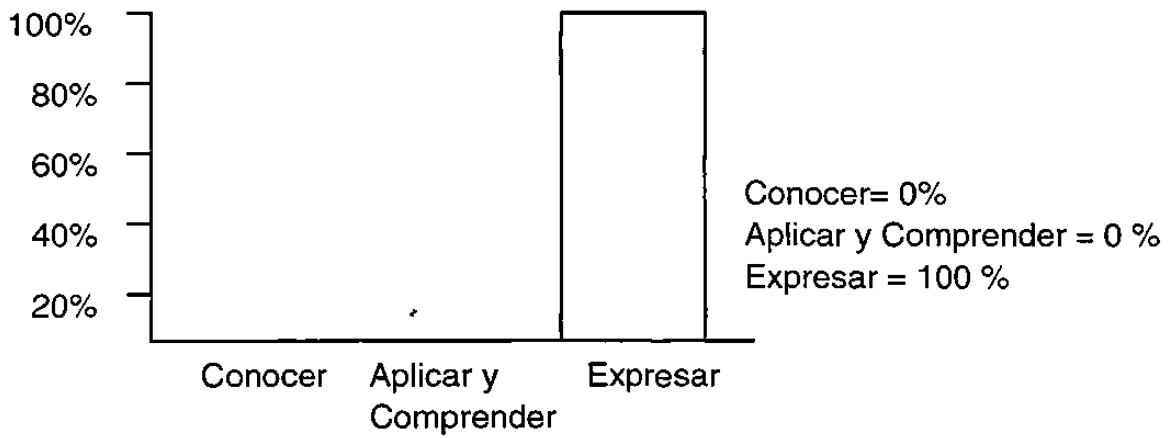 100%
80%
60%
40%
20%
Conocer
Aplicar y
Comprender
Expresar
Conocer= 0%
Aplicar y Comprender = 0 %
Expresar = 100 %